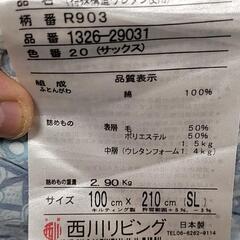 柄番 R903
品番 1326-29031
色番 20 (サックス)
組成 品質表示
ふとんがわ 綿 100%
詰めもの
表層 毛 50%
ポリエステル 50%
1.5kg
中層 (ウレタンフォーム) 1.4kg
詰めもの重量 2.90Kg
サイズ 100cm × 210cm (SL)
西川リビング 日本製
TEL06-6262-9114